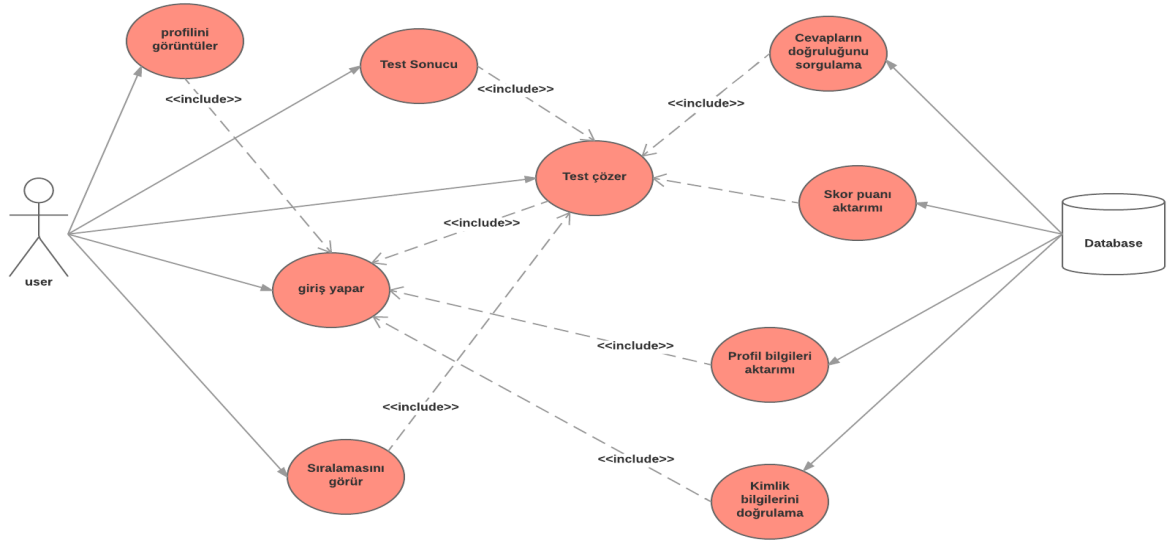 profilini
görüntüler
Test Sonucu
Cevapların
doğruluğunu
sorgulama
<<include>>
<<include>>
<<include>>
Test çözer
Skor puanı
aktarımı
<<include>>
Database
user
giriş yapar
<<include>>
Profil bilgileri
aktarımı
<<include>>
<<include>>
Sıralamasını
görür
Kimlik
bilgilerini
doğrulama